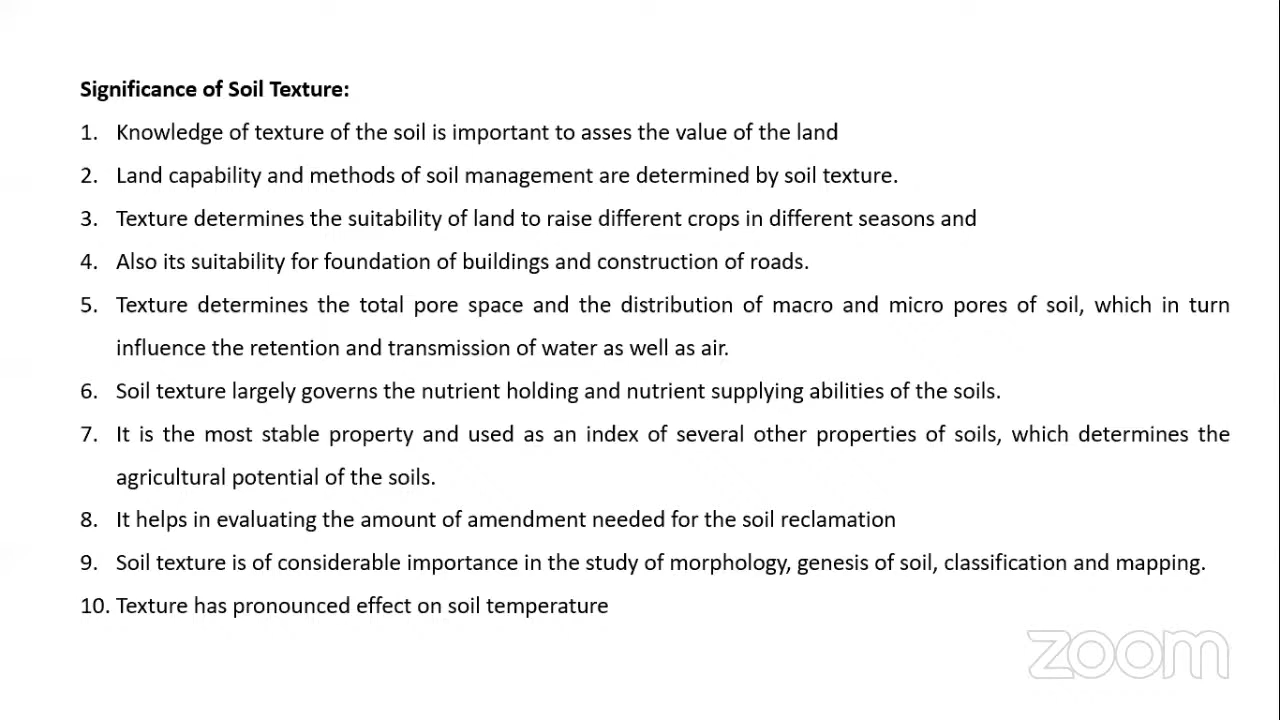 Significance of Soil Texture:
1. Knowledge of texture of the soil is important to asses the value of the land
2. Land capability and methods of soil management are determined by soil texture.
3. Texture determines the suitability of land to raise different crops in different seasons and
4. Also its suitability for foundation of buildings and construction of roads.
5. Texture determines the total pore space and the distribution of macro and micro pores of soil, which in turn
influence the retention and transmission of water as well as air.
6. Soil texture largely governs the nutrient holding and nutrient supplying abilities of the soils.
7. It is the most stable property and used as an index of several other properties of soils, which determines the
agricultural potential of the soils.
8. It helps in evaluating the amount of amendment needed for the soil reclamation
9. Soil texture is of considerable importance in the study of morphology, genesis of soil, classification and mapping.
10. Texture has pronounced effect on soil temperature
zoom